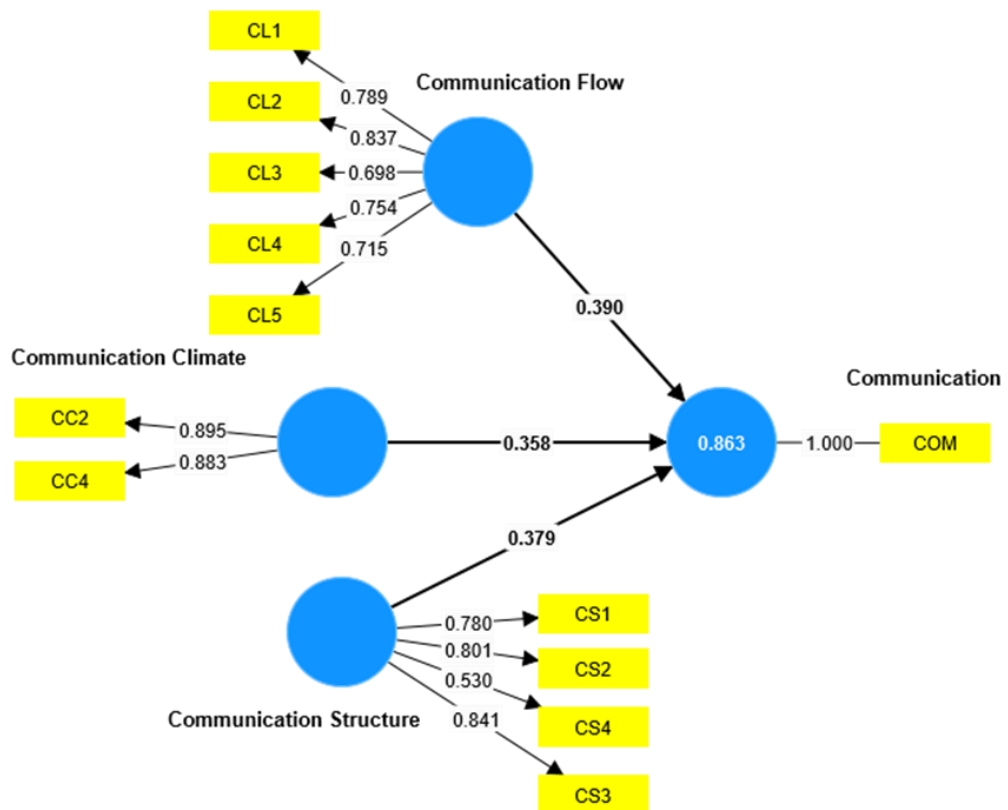 CL1
Communication Flow
0.789
CL2
0.837
CL3
0.698
0.754
CL4
0.715
CL5
0.390
Communication Climate
Communication
CC2
0.895
0.358
0.863
1.000
COM
0.883
CC4
0.379
CS1
0.780
0.801
CS2
0.530
Communication Structure
0.841
CS4
CS3